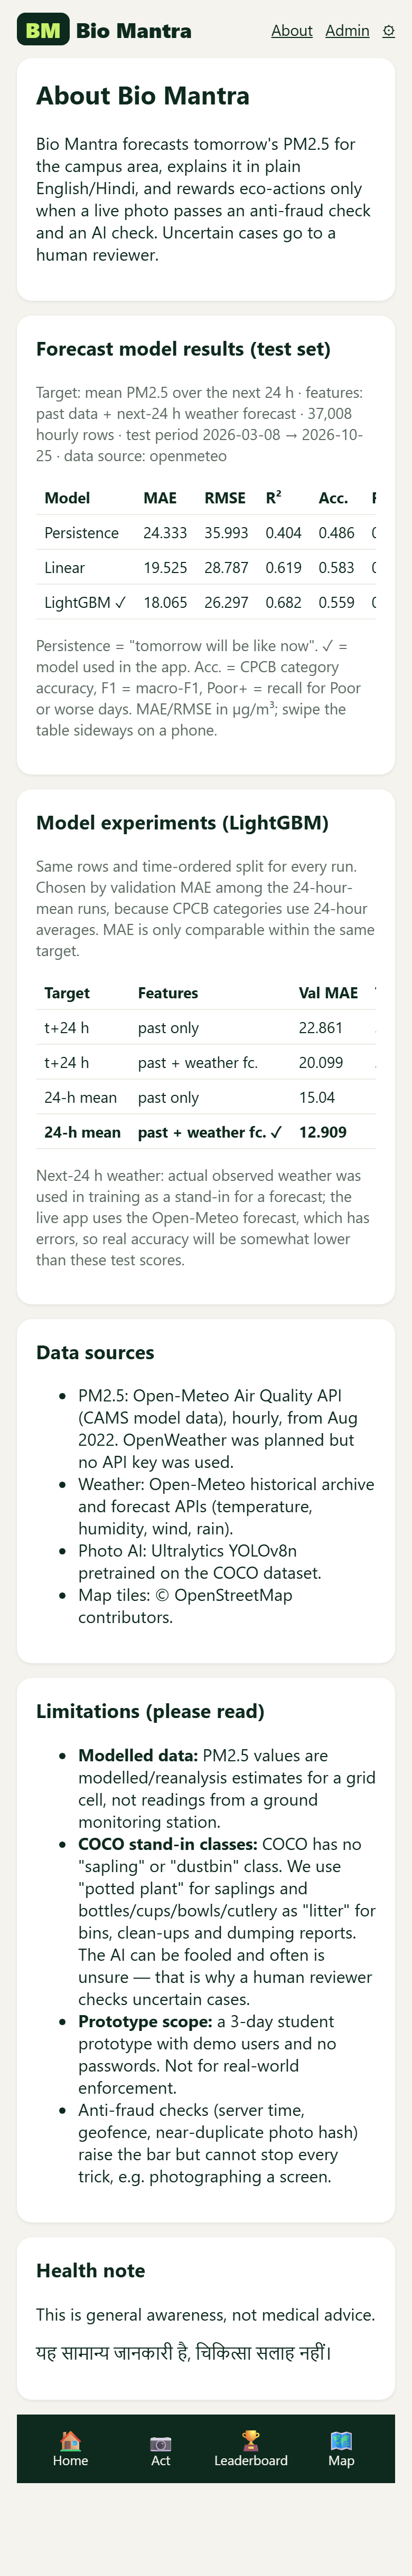 BM Bio Mantra About Admin ⚙
About Bio Mantra
Bio Mantra forecasts tomorrow's PM2.5 for
the campus area, explains it in plain
English/Hindi, and rewards eco-actions only
when a live photo passes an anti-fraud check
and an AI check. Uncertain cases go to a
human reviewer.
Forecast model results (test set)
Target: mean PM2.5 over the next 24 h · features:
past data + next-24 h weather forecast · 37,008
hourly rows · test period 2026-03-08 → 2026-10-
25 · data source: openmeteo
Model MAE RMSE R² Acc.
Persistence 24.333 35.993 0.404 0.486
Linear 19.525 28.787 0.619 0.583
LightGBM ✓ 18.065 26.297 0.682 0.559
Persistence = "tomorrow will be like now". ✓ =
model used in the app. Acc. = CPCB category
accuracy, F1 = macro-F1, Poor+ = recall for Poor
or worse days. MAE/RMSE in µg/m³; swipe the
table sideways on a phone.
Model experiments (LightGBM)
Same rows and time-ordered split for every run.
Chosen by validation MAE among the 24-hour-
mean runs, because CPCB categories use 24-hour
averages. MAE is only comparable within the same
target.
Target Features Val MAE
t+24 h past only 22.861
t+24 h past + weather fc. 20.099
24-h mean past only 15.04
24-h mean past + weather fc. ✓ 12.909
Next-24 h weather: actual observed weather was
used in training as a stand-in for a forecast; the
live app uses the Open-Meteo forecast, which has
errors, so real accuracy will be somewhat lower
than these test scores.
Data sources
• PM2.5: Open-Meteo Air Quality API
(CAMS model data), hourly, from Aug
2022. OpenWeather was planned but
no API key was used.
• Weather: Open-Meteo historical archive
and forecast APIs (temperature,
humidity, wind, rain).
• Photo AI: Ultralytics YOLOv8n
pretrained on the COCO dataset.
• Map tiles: © OpenStreetMap
contributors.
Limitations (please read)
• Modelled data: PM2.5 values are
modelled/reanalysis estimates for a grid
cell, not readings from a ground
monitoring station.
• COCO stand-in classes: COCO has no
"sapling" or "dustbin" class. We use
"potted plant" for saplings and
bottles/cups/bowls/cutlery as "litter" for
bins, clean-ups and dumping reports.
The AI can be fooled and often is
unsure — that is why a human reviewer
checks uncertain cases.
• Prototype scope: a 3-day student
prototype with demo users and no
passwords. Not for real-world
enforcement.
• Anti-fraud checks (server time,
geofence, near-duplicate photo hash)
raise the bar but cannot stop every
trick, e.g. photographing a screen.
Health note
This is general awareness, not medical advice.
यह सामान्य जानकारी है, चिकित्सा सलाह नहीं।
Home Act Leaderboard Map